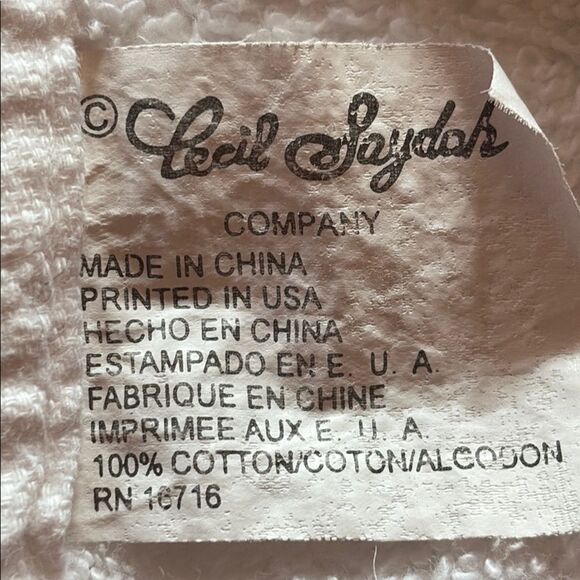 © Cecil Saydah
COMPANY
MADE IN CHINA
PRINTED IN USA
HECHO EN CHINA
ESTAMPADO EN E. U. A.
FABRIQUE EN CHINE
IMPRIMEE AUX E. U. A.
100% COTTON/COTON/ALGODON
RN 16716